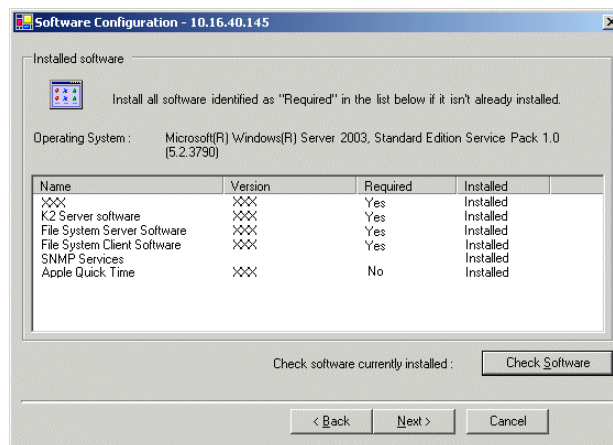 Software Configuration - 10.16.40.145
Installed software
Install all software identified as "Required" in the list below if it isn't already installed.
Operating System : Microsoft(R) Windows(R) Server 2003, Standard Edition Service Pack 1.0
(5.2.3790)
Name Version Required Installed
XXX XXX Yes Installed
K2 Server software XXX Yes Installed
File System Server Software XXX Yes Installed
File System Client Software XXX Yes Installed
SNMP Services Installed
Apple Quick Time XXX No Installed
Check software currently installed : Check Software
< Back Next > Cancel